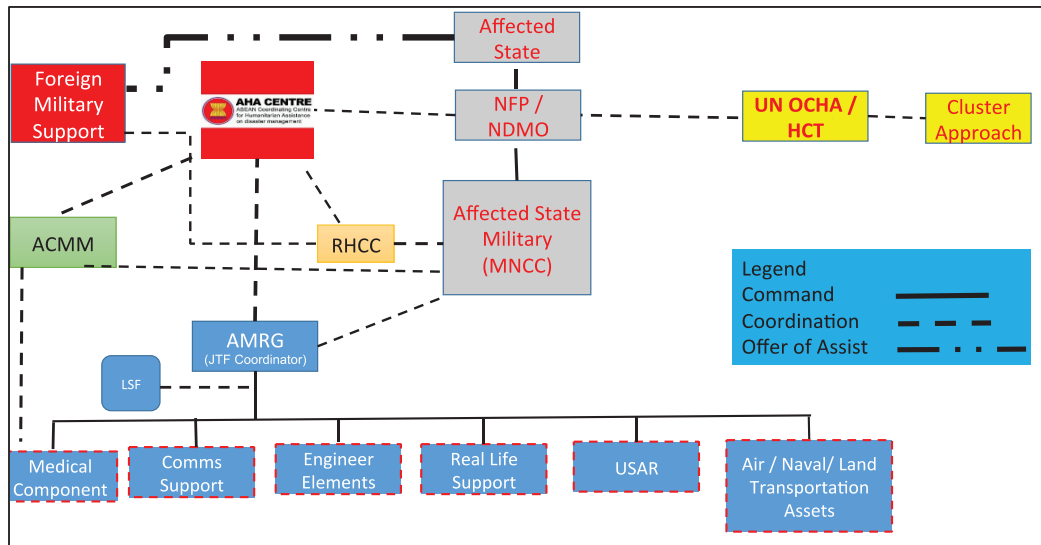 Affected
State
Foreign
Military
Support
AHA CENTRE
ASEAN Coordinating Centre
for Humanitarian Assistance
on disaster management
NFP /
NDMO
UN OCHA /
HCT
Cluster
Approach
ACMM
RHCC
Affected State
Military
(MNCC)
Legend
Command
Coordination
Offer of Assist
AMRG
(JTF Coordinator)
LSF
Medical
Component
Comms
Support
Engineer
Elements
Real Life
Support
USAR
Air / Naval/ Land
Transportation
Assets